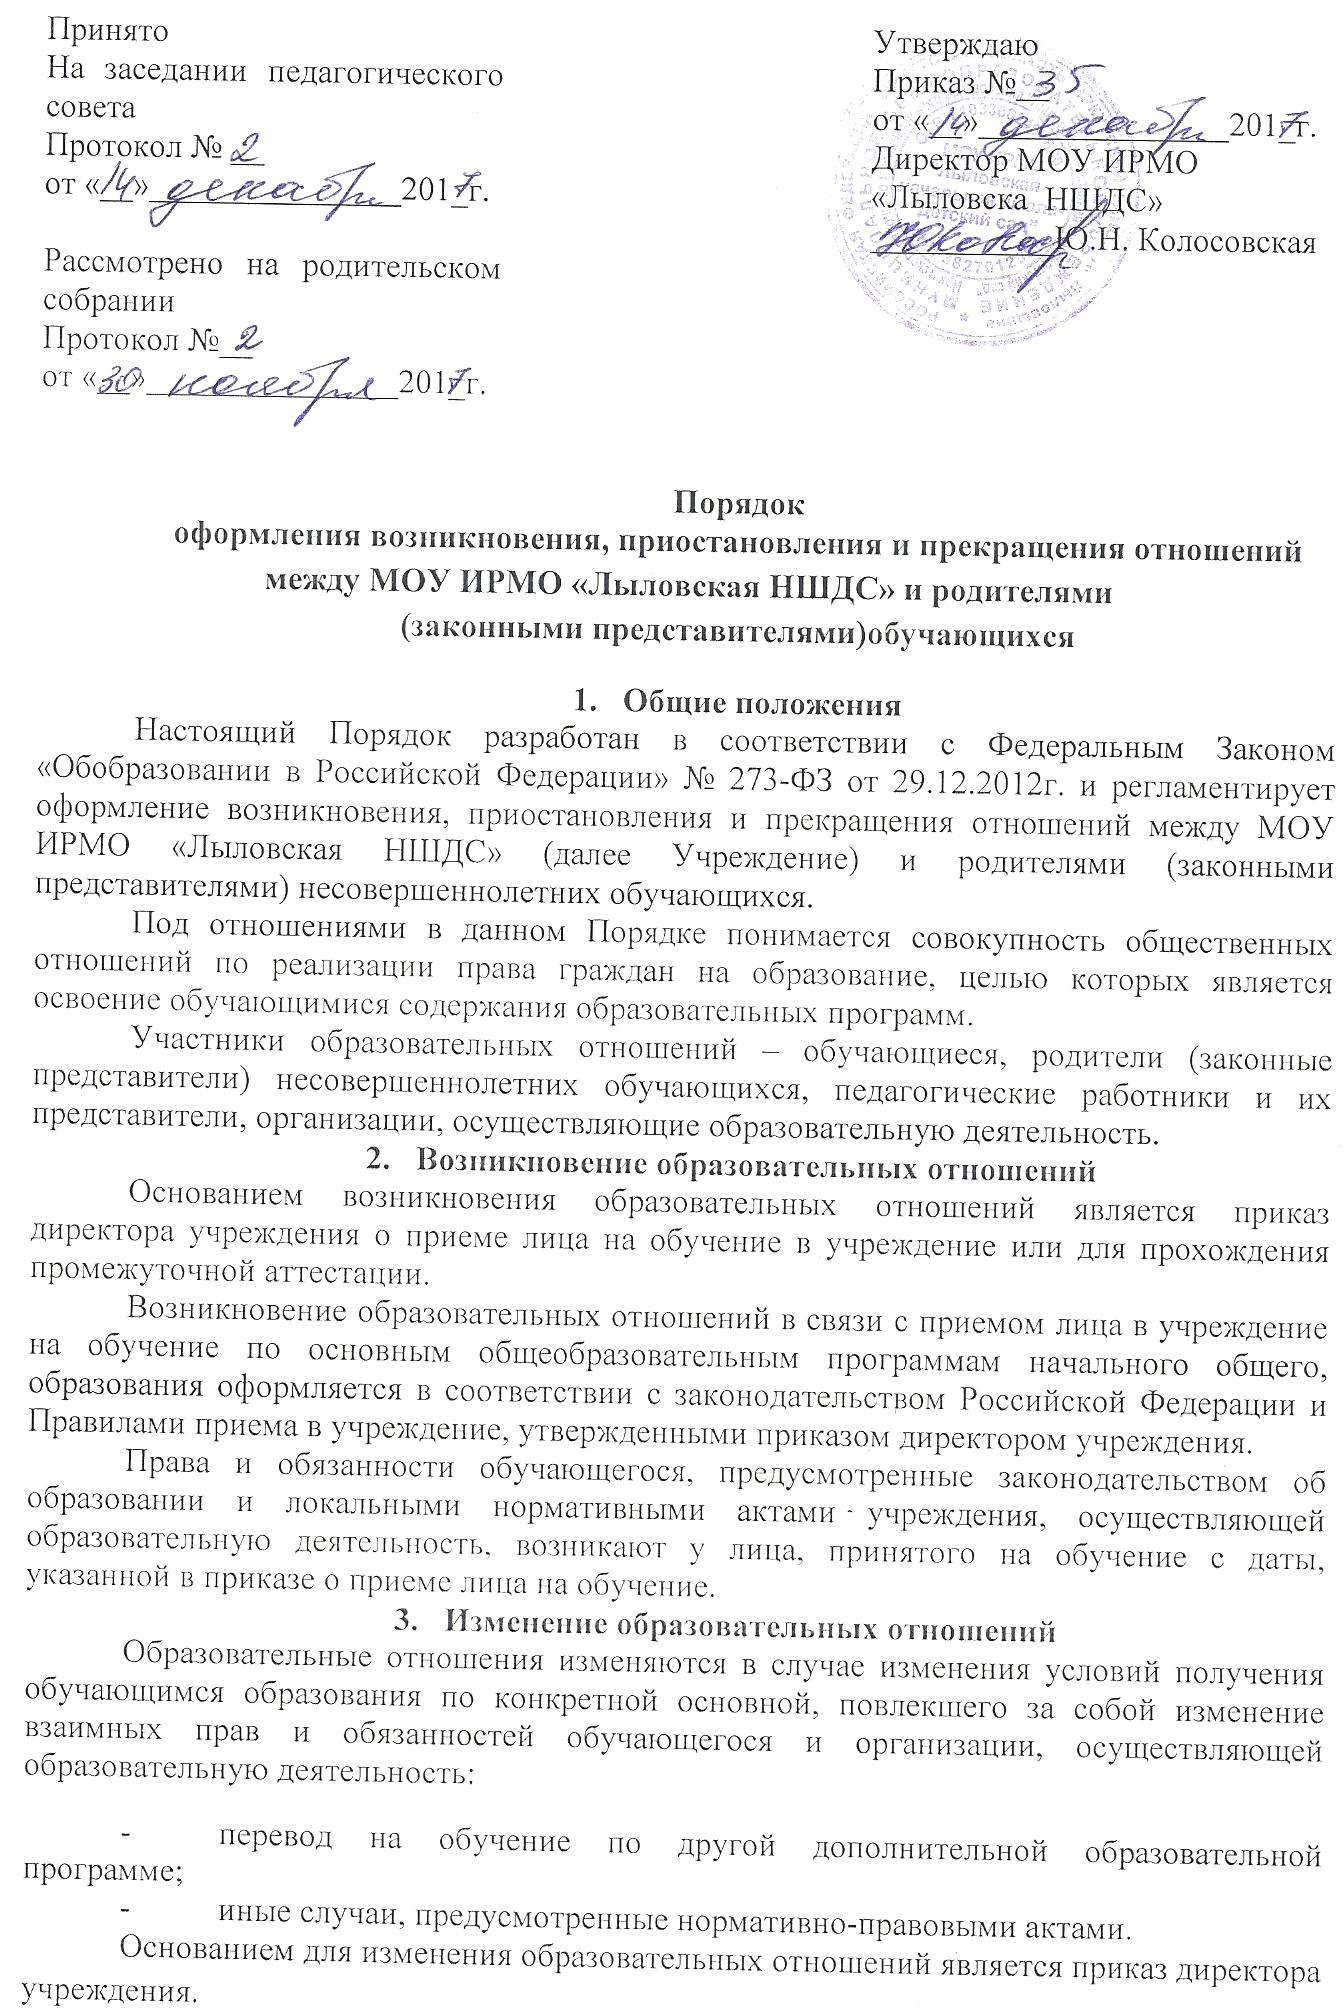 Принято
На заседании педагогического
совета
Протокол № 2
от «14» декабря 2017г.
Рассмотрено на родительском
собрании
Протокол № 2
от «30» ноября 2017г.
Утверждаю
Приказ № 35
от «14» декабря 2017г.
Директор МОУ ИРМО
«Лыловска НШДС»
Ю.Н. Колосовская
Порядок
оформления возникновения, приостановления и прекращения отношений
между МОУ ИРМО «Лыловская НШДС» и родителями
(законными представителями)обучающихся
1. Общие положения
Настоящий Порядок разработан в соответствии с Федеральным Законом
«Обобразовании в Российской Федерации» № 273-ФЗ от 29.12.2012г. и регламентирует
оформление возникновения, приостановления и прекращения отношений между МОУ
ИРМО «Лыловская НШДС» (далее Учреждение) и родителями (законными
представителями) несовершеннолетних обучающихся.
Под отношениями в данном Порядке понимается совокупность общественных
отношений по реализации права граждан на образование, целью которых является
освоение обучающимися содержания образовательных программ.
Участники образовательных отношений – обучающиеся, родители (законные
представители) несовершеннолетних обучающихся, педагогические работники и их
представители, организации, осуществляющие образовательную деятельность.
2. Возникновение образовательных отношений
Основанием возникновения образовательных отношений является приказ
директора учреждения о приеме лица на обучение в учреждение или для прохождения
промежуточной аттестации.
Возникновение образовательных отношений в связи с приемом лица в учреждение
на обучение по основным общеобразовательным программам начального общего,
образования оформляется в соответствии с законодательством Российской Федерации и
Правилами приема в учреждение, утвержденными приказом директором учреждения.
Права и обязанности обучающегося, предусмотренные законодательством об
образовании и локальными нормативными актами учреждения, осуществляющей
образовательную деятельность, возникают у лица, принятого на обучение с даты,
указанной в приказе о приеме лица на обучение.
3. Изменение образовательных отношений
Образовательные отношения изменяются в случае изменения условий получения
обучающимся образования по конкретной основной, повлекшего за собой изменение
взаимных прав и обязанностей обучающегося и организации, осуществляющей
образовательную деятельность:
- перевод на обучение по другой дополнительной образовательной
программе;
- иные случаи, предусмотренные нормативно-правовыми актами.
Основанием для изменения образовательных отношений является приказ директора
учреждения.